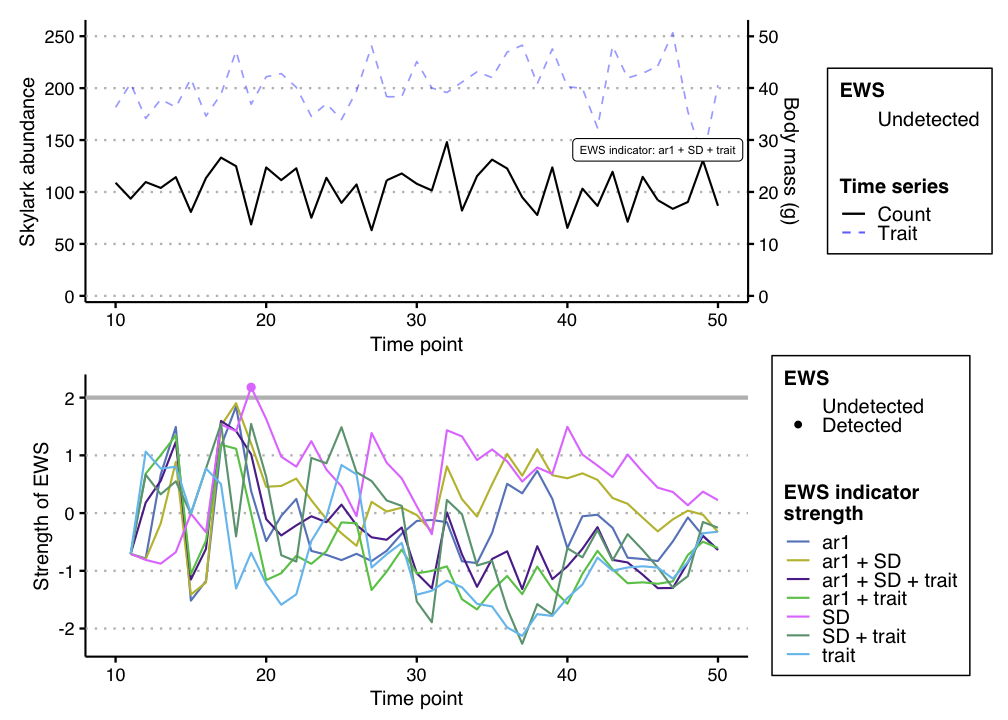 250
200
150
100
50
0
Skylark abundance
50
40
30
20
10
0
Body mass (g)
EWS indicator: ar1 + SD + trait
10
20
30
40
50
Time point
EWS
Undetected
Time series
Count
Trait
2
1
0
-1
-2
Strength of EWS
10
20
30
40
50
Time point
EWS
Undetected
Detected
EWS indicator
strength
ar1
ar1 + SD
ar1 + SD + trait
ar1 + trait
SD
SD + trait
trait